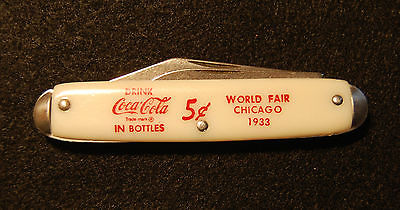 DRINK
Coca-Cola
Trade-mark ®
IN BOTTLES
5¢
WORLD FAIR
CHICAGO
1933